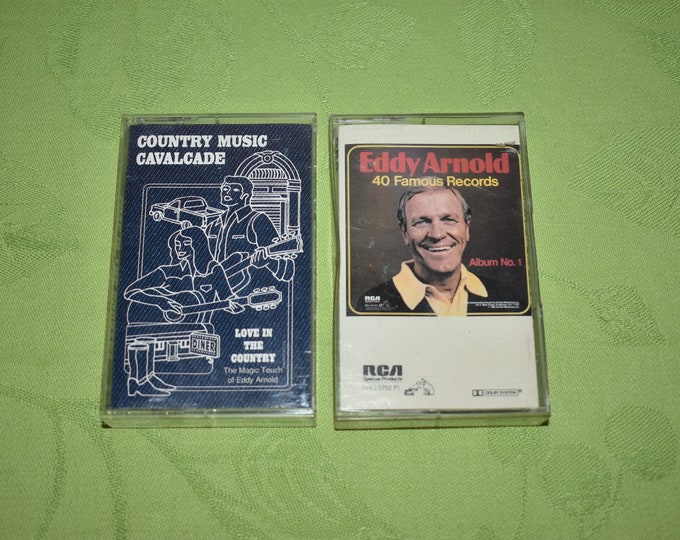 COUNTRY MUSIC
CAVALCADE
DINER
LOVE IN
THE
COUNTRY
The Magic Touch
of Eddy Arnold
Eddy Arnold
40 Famous Records
Album No. 1
RCA
RCA
Special Products
DOLBY SYSTEM